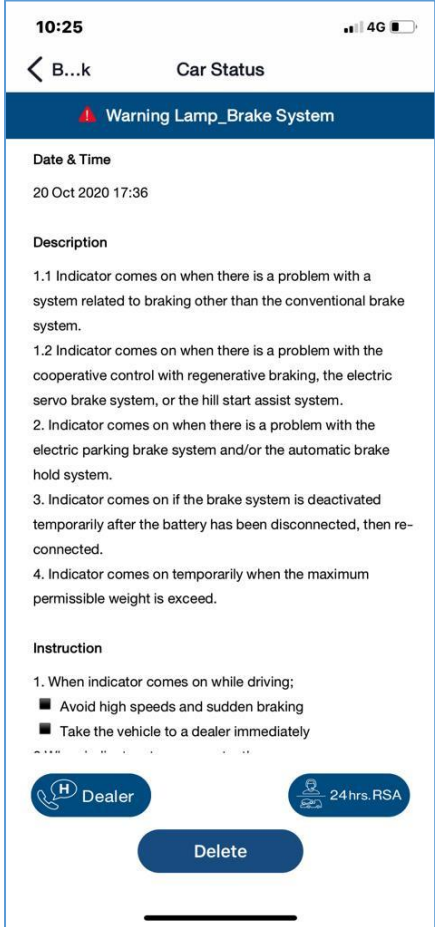 10:25
4G
B...k
Car Status
Warning Lamp_Brake System
Date & Time
20 Oct 2020 17:36
Description
1.1 Indicator comes on when there is a problem with a
system related to braking other than the conventional brake
system.
1.2 Indicator comes on when there is a problem with the
cooperative control with regenerative braking, the electric
servo brake system, or the hill start assist system.
2. Indicator comes on when there is a problem with the
electric parking brake system and/or the automatic brake
hold system.
3. Indicator comes on if the brake system is deactivated
temporarily after the battery has been disconnected, then re-
connected.
4. Indicator comes on temporarily when the maximum
permissible weight is exceed.
Instruction
1. When indicator comes on while driving;
Avoid high speeds and sudden braking
Take the vehicle to a dealer immediately
H Dealer
24hrs.RSA
Delete